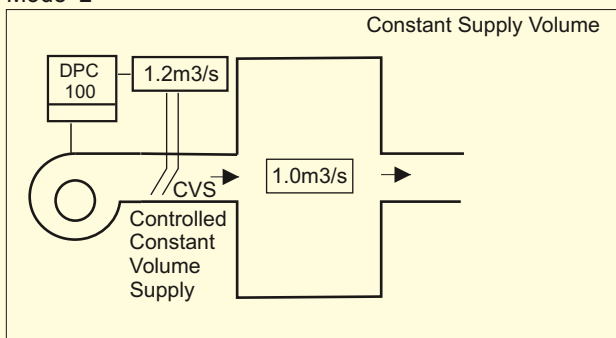 Mode 2
Constant Supply Volume
DPC
100
1.2m3/s
1.0m3/s
CVS
Controlled
Constant
Volume
Supply